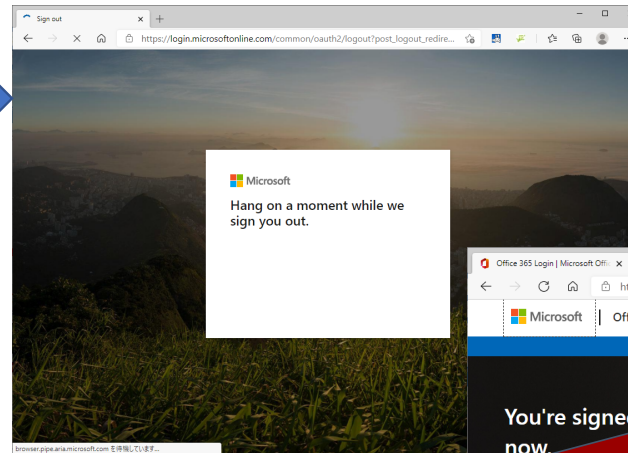 Sign out
https://login.microsoftonline.com/common/oauth2/logout?post_logout_redire...
Microsoft
Hang on a moment while we
sign you out.
Office 365 Login | Microsoft Offi
Microsoft
You're signe
now.
browser.pipe.aria.microsoft.com を待機しています...